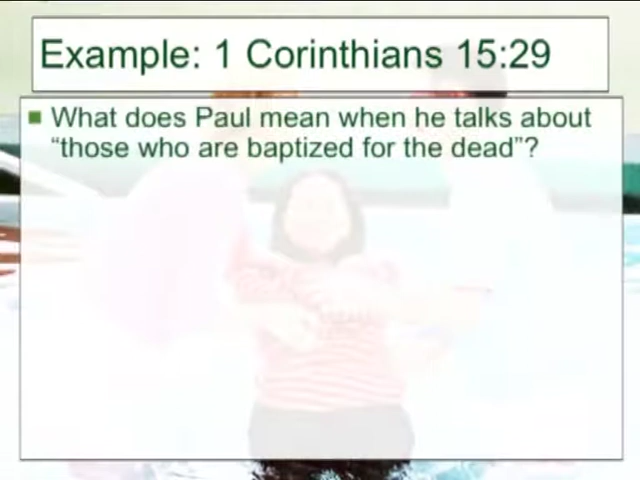 Example: 1 Corinthians 15:29
What does Paul mean when he talks about
“those who are baptized for the dead”?